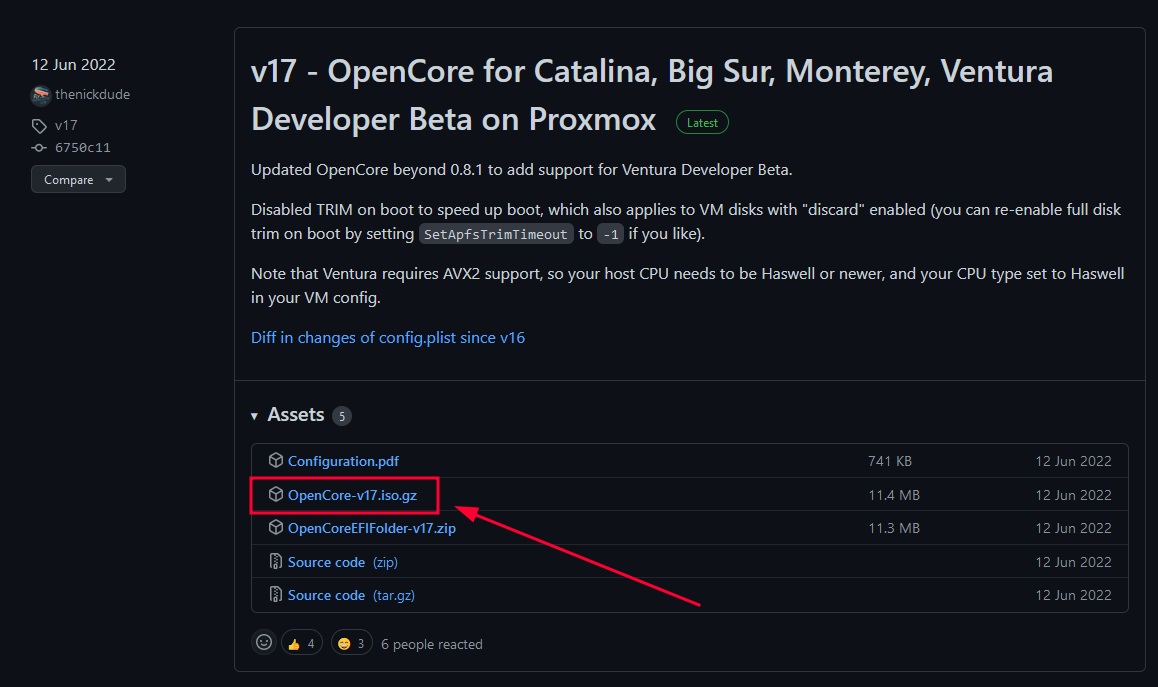 12 Jun 2022
thenickdude
v17
6750c11
Compare
v17 - OpenCore for Catalina, Big Sur, Monterey, Ventura
Developer Beta on Proxmox Latest
Updated OpenCore beyond 0.8.1 to add support for Ventura Developer Beta.
Disabled TRIM on boot to speed up boot, which also applies to VM disks with "discard" enabled (you can re-enable full disk
trim on boot by setting SetApfsTrimTimeout to -1 if you like).
Note that Ventura requires AVX2 support, so your host CPU needs to be Haswell or newer, and your CPU type set to Haswell
in your VM config.
Diff in changes of config.plist since v16
Assets 5
Configuration.pdf 741 KB 12 Jun 2022
OpenCore-v17.iso.gz 11.4 MB 12 Jun 2022
OpenCoreEFIFolder-v17.zip 11.3 MB 12 Jun 2022
Source code (zip) 12 Jun 2022
Source code (tar.gz) 12 Jun 2022
👍 4 😄 3 6 people reacted